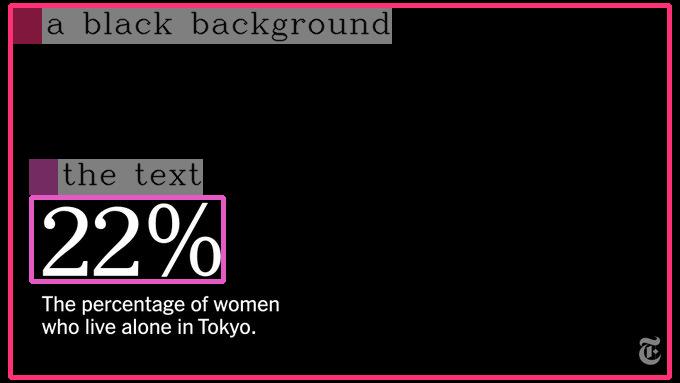 a black background
the text
22%
The percentage of women
who live alone in Tokyo.
T